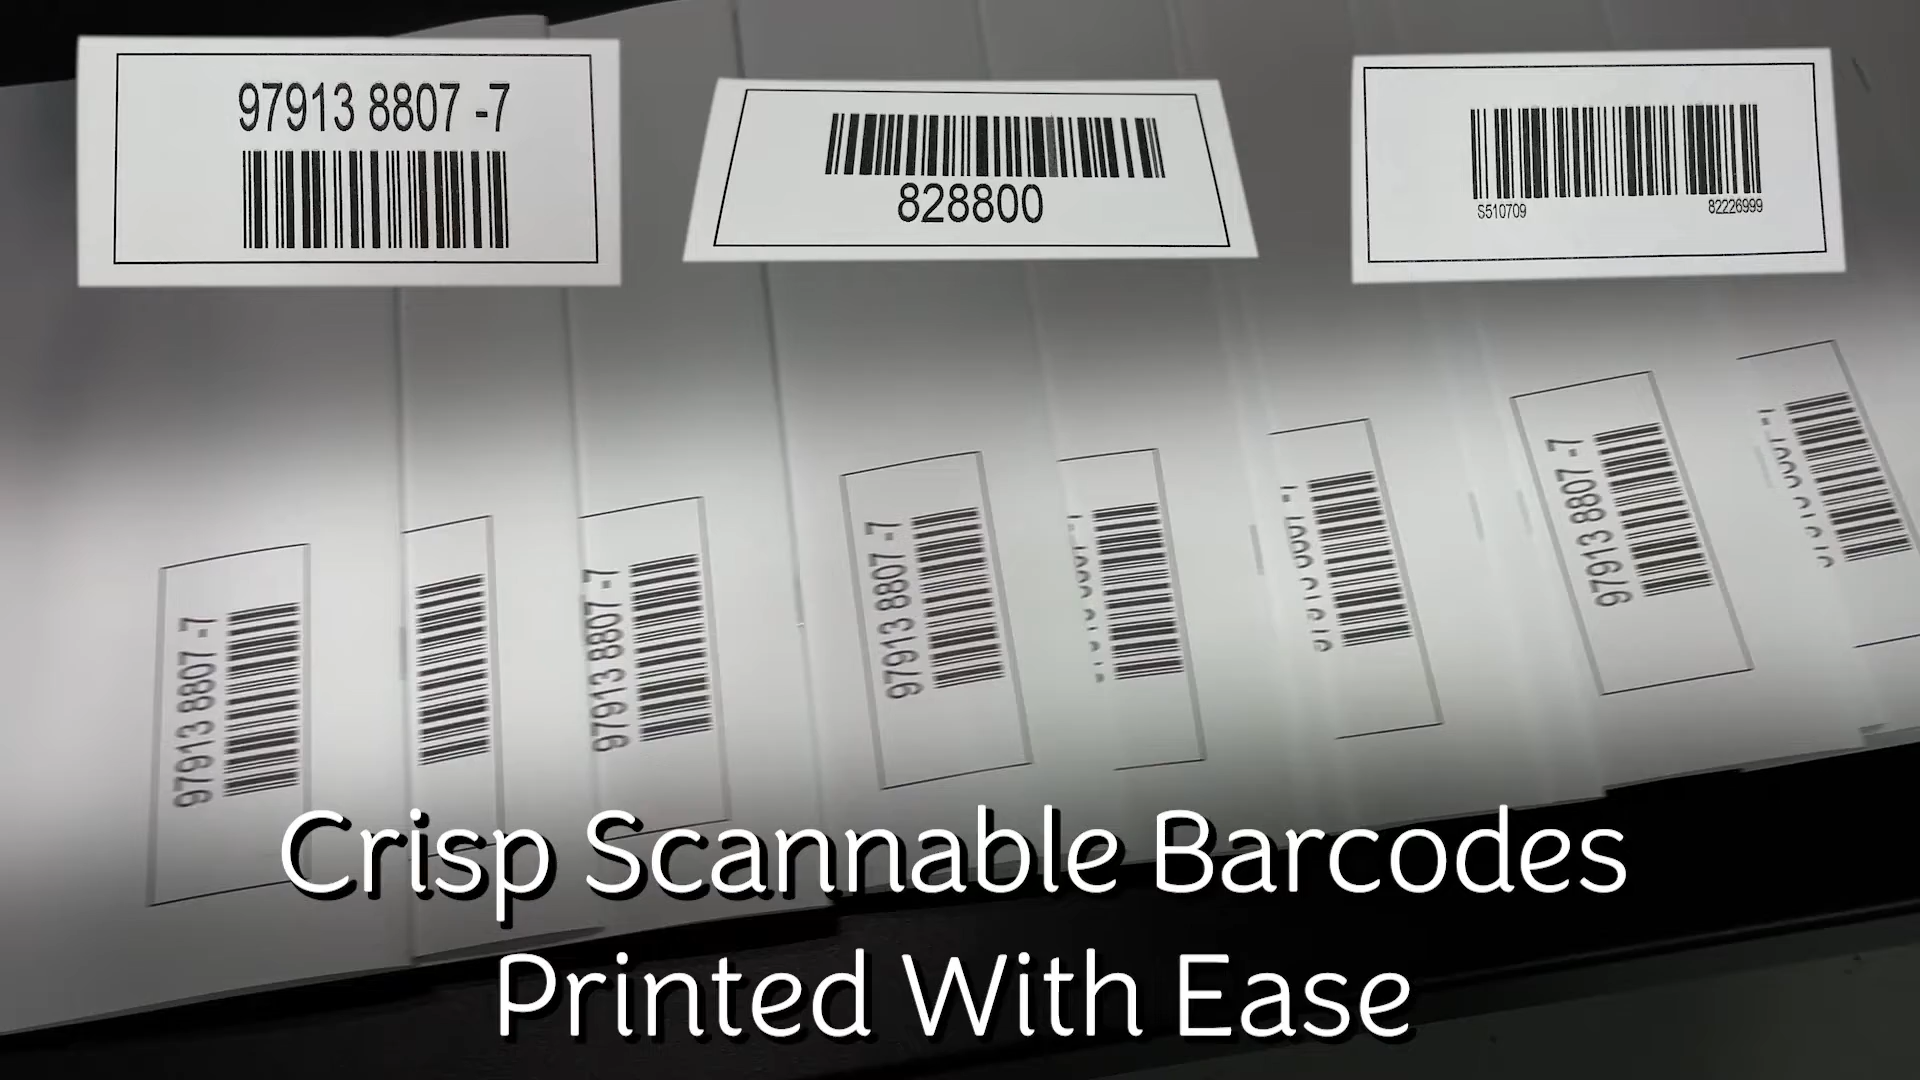 97913 8807 -7
828800
S510709 82226999
97913 8807 -7
97913 8807 -7
97913 8807 -7
97913 8807 -7
Crisp Scannable Barcodes
Printed With Ease